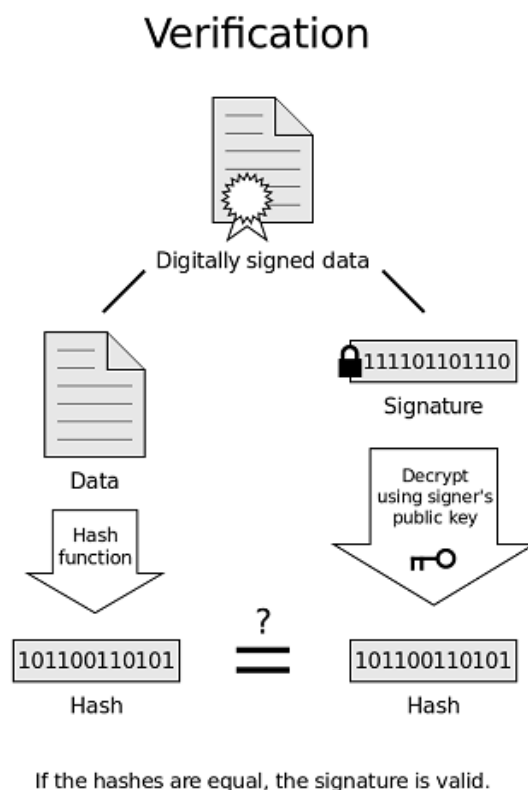 Verification
Digitally signed data
111101101110
Signature
Data
Decrypt
using signer's
public key
Hash
function
?
101100110101
101100110101
Hash
Hash
If the hashes are equal, the signature is valid.